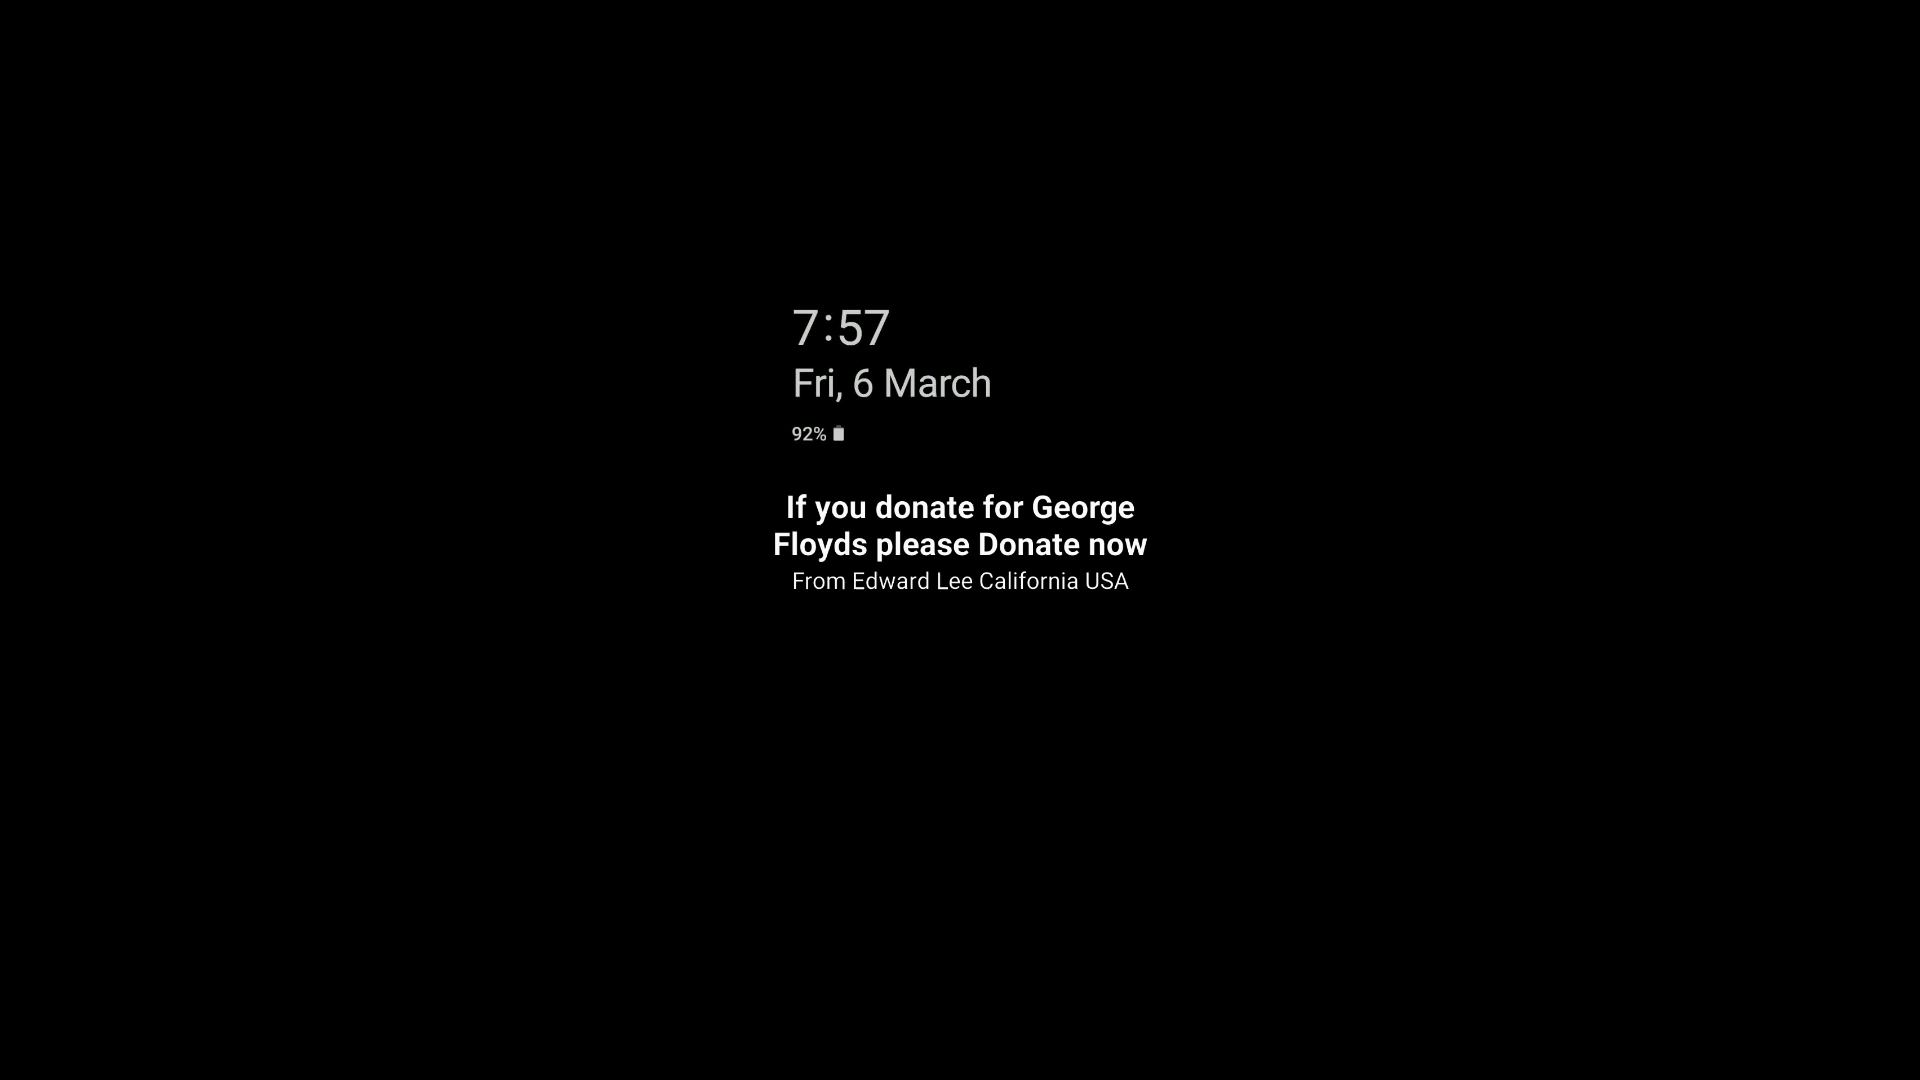 7:57
Fri, 6 March
92%
If you donate for George
Floyds please Donate now
From Edward Lee California USA